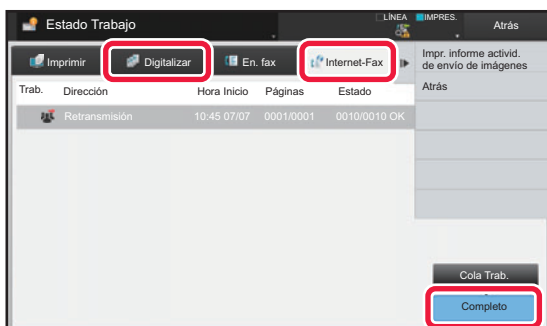 Estado Trabajo
LÍNEA
IMPRES.
Atrás
Imprimir
Digitalizar
En. fax
Internet-Fax
Impr. informe activid.
de envío de imágenes
Atrás
Trab. Dirección Hora Inicio Páginas Estado
Retransmisión 10:45 07/07 0001/0001 0010/0010 OK
Cola Trab.
Completo